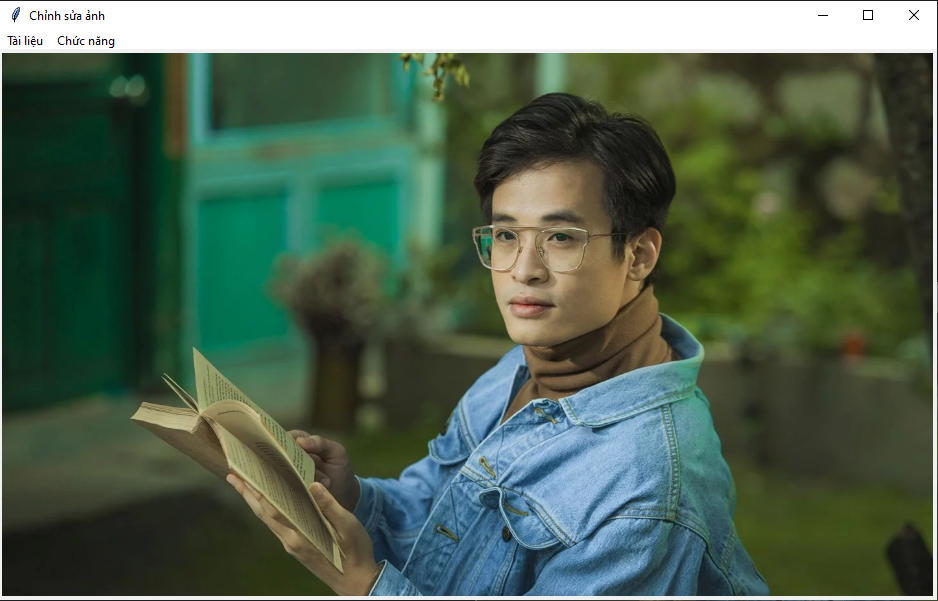 Chỉnh sửa ảnh
Tài liệu Chức năng